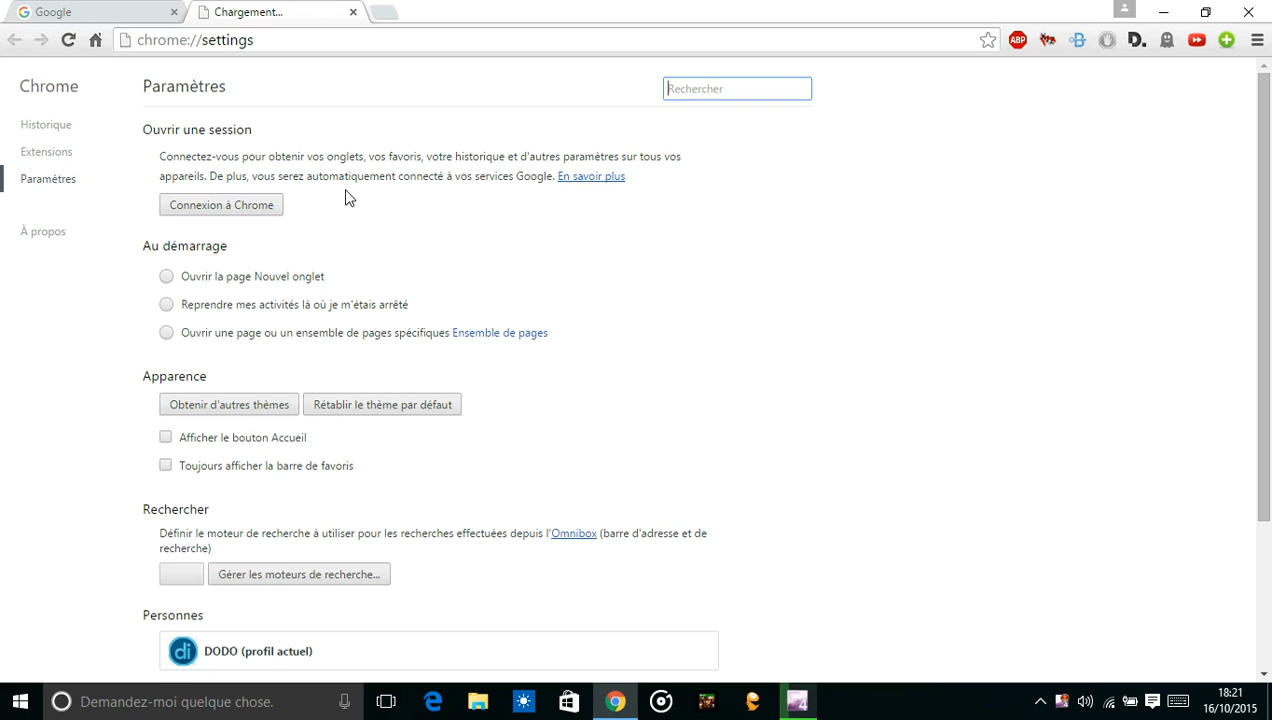 Google
Chargement...
chrome://settings
ABP
Chrome
Paramètres
Rechercher
Historique
Extensions
Paramètres
À propos
Ouvrir une session
Connectez-vous pour obtenir vos onglets, vos favoris, votre historique et d'autres paramètres sur tous vos
appareils. De plus, vous serez automatiquement connecté à vos services Google. En savoir plus
Connexion à Chrome
Au démarrage
Ouvrir la page Nouvel onglet
Reprendre mes activités là où je m'étais arrêté
Ouvrir une page ou un ensemble de pages spécifiques Ensemble de pages
Apparence
Obtenir d'autres thèmes
Rétablir le thème par défaut
Afficher le bouton Accueil
Toujours afficher la barre de favoris
Rechercher
Définir le moteur de recherche à utiliser pour les recherches effectuées depuis l'Omnibox (barre d'adresse et de
recherche)
Gérer les moteurs de recherche...
Personnes
di DODO (profil actuel)
Demandez-moi quelque chose.
4
18:21
16/10/2015